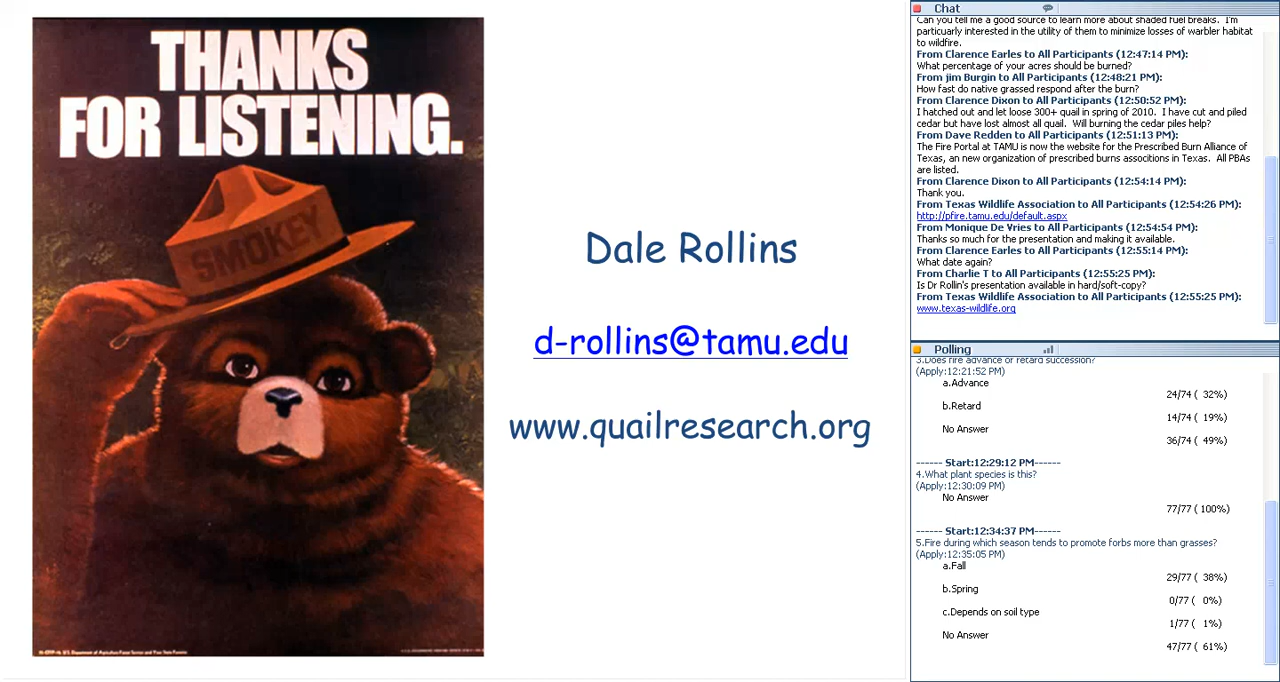 THANKS
FOR LISTENING.
SMOKEY
Dale Rollins
d-rollins@tamu.edu
www.quailresearch.org
Chat
Can you tell me a good source to learn more about shaded fuel breaks.  I'm
particuarly interested in the utility of them to minimize losses of warbler habitat
to wildfire.
From Clarence Earles to All Participants (12:47:14 PM):
What percentage of your acres should be burned?
From jim Burgin to All Participants (12:48:21 PM):
How fast do native grassed respond after the burn?
From Clarence Dixon to All Participants (12:50:52 PM):
I hatched out and let loose 300+ quail in spring of 2010.  I have cut and piled
cedar but have lost almost all quail.  Will burning the cedar piles help?
From Dave Redden to All Participants (12:51:13 PM):
The Fire Portal at TAMU is now the website for the Prescribed Burn Alliance of
Texas, an new organization of prescribed burns associtions in Texas.  All PBAs
are listed.
From Clarence Dixon to All Participants (12:54:14 PM):
Thank you.
From Texas Wildlife Association to All Participants (12:54:26 PM):
http://pfire.tamu.edu/default.aspx
From Monique De Vries to All Participants (12:54:54 PM):
Thanks so much for the presentation and making it available.
From Clarence Earles to All Participants (12:55:14 PM):
What date again?
From Charlie T to All Participants (12:55:25 PM):
Is Dr Rollin's presentation available in hard/soft-copy?
From Texas Wildlife Association to All Participants (12:55:25 PM):
www.texas-wildlife.org
Polling
3.Does fire advance or retard succession?
(Apply:12:21:52 PM)
a.Advance
24/74 ( 32%)
b.Retard
14/74 ( 19%)
No Answer
36/74 ( 49%)
------ Start:12:29:12 PM------
4.What plant species is this?
(Apply:12:30:09 PM)
No Answer
77/77 ( 100%)
------ Start:12:34:37 PM------
5.Fire during which season tends to promote forbs more than grasses?
(Apply:12:35:05 PM)
a.Fall
29/77 ( 38%)
b.Spring
0/77 ( 0%)
c.Depends on soil type
1/77 ( 1%)
No Answer
47/77 ( 61%)